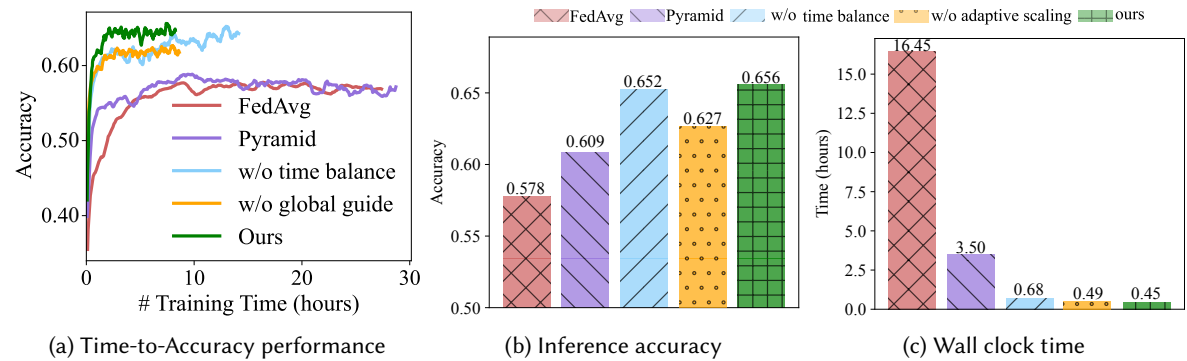 FedAvg Pyramid w/o time balance w/o adaptive scaling ours
Accuracy
0.60
0.50
0.40
FedAvg
Pyramid
w/o time balance
w/o global guide
Ours
0 10 20 30
# Training Time (hours)
(a) Time-to-Accuracy performance
Accuracy
0.65
0.60
0.55
0.50
0.578
0.609
0.652
0.627
0.656
(b) Inference accuracy
Time (hours)
15.0
12.5
10.0
7.5
5.0
2.5
0.0
16.45
3.50
0.68
0.49
0.45
(c) Wall clock time